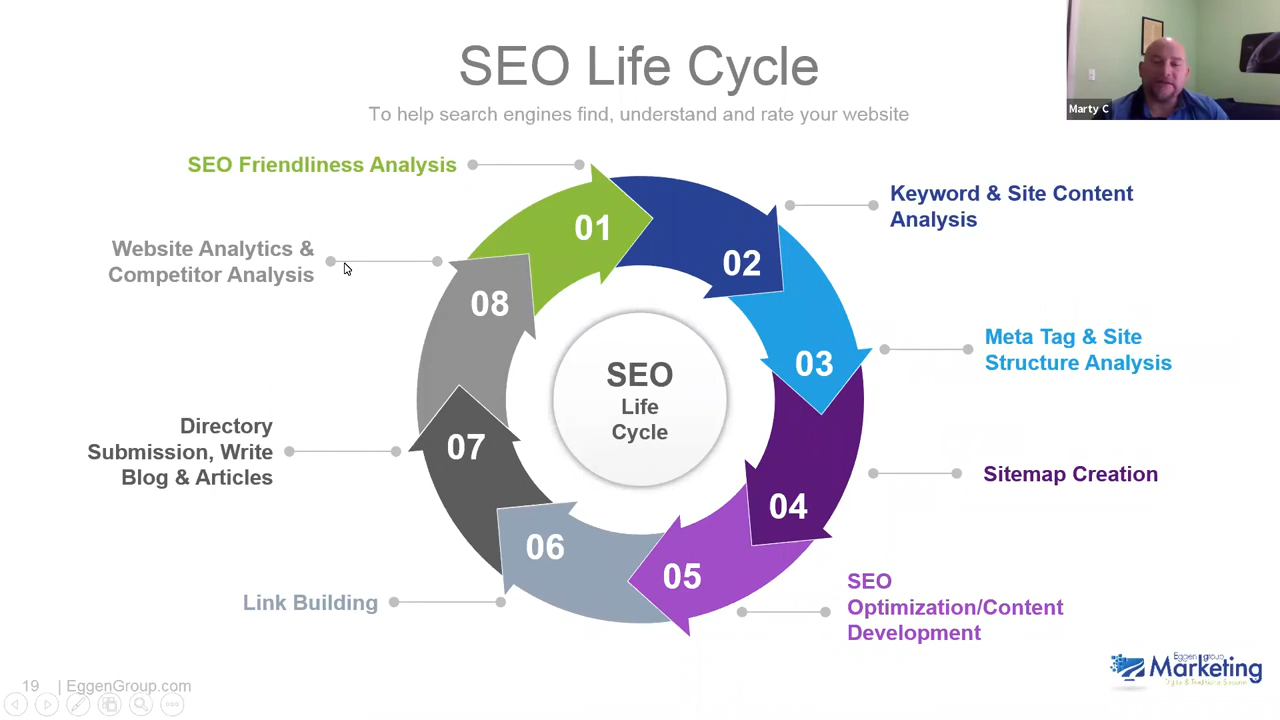 SEO Life Cycle
To help search engines find, understand and rate your website
Marty C
SEO Friendliness Analysis
Keyword & Site Content
Analysis
Website Analytics &
Competitor Analysis
Meta Tag & Site
Structure Analysis
Directory
Submission, Write
Blog & Articles
Sitemap Creation
SEO
Optimization/Content
Development
Link Building
01
02
03
04
05
06
07
08
SEO
Life
Cycle
19 | EggenGroup.com
Eggen group
Marketing